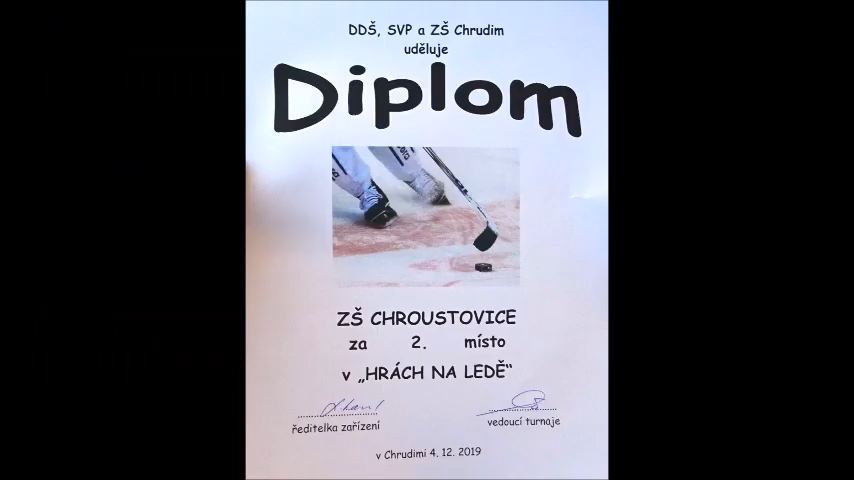 DDŠ, SVP a ZŠ Chrudim
uděluje
Diplom
ZŠ CHROUSTOVICE
za 2. místo
v „HRÁCH NA LEDĚ“
ředitelka zařízení
vedoucí turnaje
v Chrudimi 4. 12. 2019